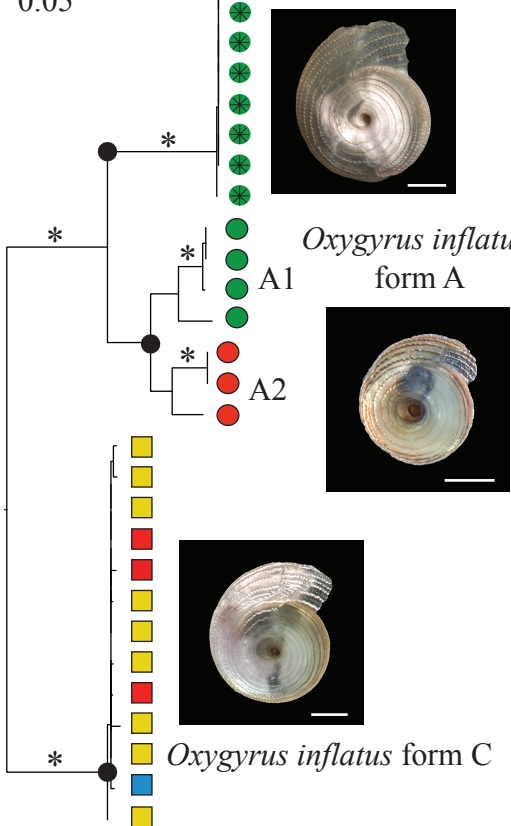 0.05
*
*
*
Oxygyrus inflatu
form A
A1
*
A2
*
Oxygyrus inflatus form C